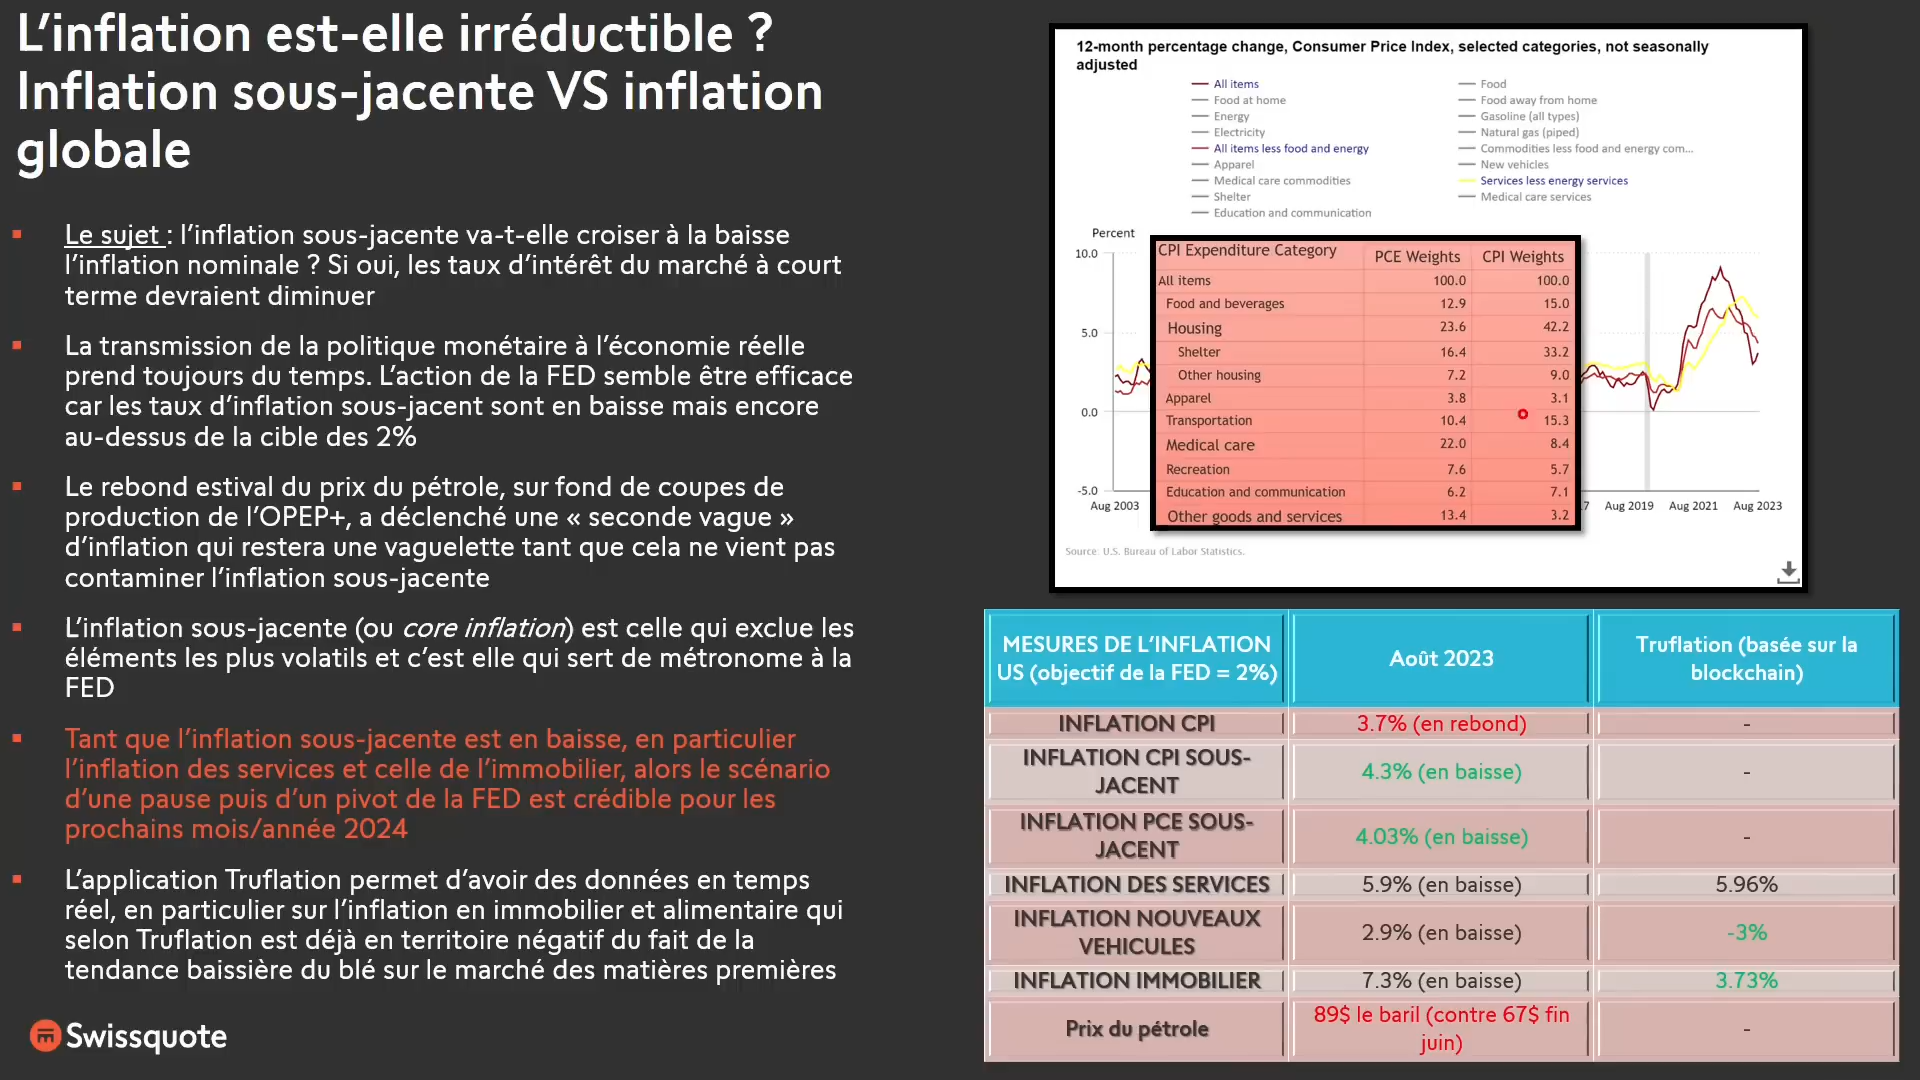 L’inflation est-elle irréductible ?
Inflation sous-jacente VS inflation
globale
Le sujet : l’inflation sous-jacente va-t-elle croiser à la baisse
l’inflation nominale ? Si oui, les taux d’intérêt du marché à court
terme devraient diminuer
La transmission de la politique monétaire à l’économie réelle
prend toujours du temps. L’action de la FED semble être efficace
car les taux d’inflation sous-jacent sont en baisse mais encore
au-dessus de la cible des 2%
Le rebond estival du prix du pétrole, sur fond de coupes de
production de l’OPEP+, a déclenché une « seconde vague »
d’inflation qui restera une vaguelette tant que cela ne vient pas
contaminer l’inflation sous-jacente
L’inflation sous-jacente (ou core inflation) est celle qui exclue les
éléments les plus volatils et c’est elle qui sert de métronome à la
FED
Tant que l’inflation sous-jacente est en baisse, en particulier
l’inflation des services et celle de l’immobilier, alors le scénario
d’une pause puis d’un pivot de la FED est crédible pour les
prochains mois/année 2024
L’application Truflation permet d’avoir des données en temps
réel, en particulier sur l’inflation en immobilier et alimentaire qui
selon Truflation est déjà en territoire négatif du fait de la
tendance baissière du blé sur le marché des matières premières
Swissquote
12-month percentage change, Consumer Price Index, selected categories, not seasonally
adjusted
All items
Food
Food at home
Food away from home
Energy
Gasoline (all types)
Electricity
Natural gas (piped)
All items less food and energy
Commodities less food and energy com...
Apparel
New vehicles
Medical care commodities
Services less energy services
Shelter
Medical care services
Education and communication
Percent
10.0
5.0
0.0
-5.0
Aug 2003
7
Aug 2019
Aug 2021
Aug 2023
CPI Expenditure Category PCE Weights CPI Weights
All items 100.0 100.0
Food and beverages 12.9 15.0
Housing 23.6 42.2
Shelter 16.4 33.2
Other housing 7.2 9.0
Apparel 3.8 3.1
Transportation 10.4 15.3
Medical care 22.0 8.4
Recreation 7.6 5.7
Education and communication 6.2 7.1
Other goods and services 13.4 3.2
Source: U.S. Bureau of Labor Statistics.
MESURES DE L’INFLATION
US (objectif de la FED = 2%)
Août 2023
Truflation (basée sur la
blockchain)
INFLATION CPI
3.7% (en rebond)
-
INFLATION CPI SOUS-
JACENT
4.3% (en baisse)
-
INFLATION PCE SOUS-
JACENT
4.03% (en baisse)
-
INFLATION DES SERVICES
5.9% (en baisse)
5.96%
INFLATION NOUVEAUX
VEHICULES
2.9% (en baisse)
-3%
INFLATION IMMOBILIER
7.3% (en baisse)
3.73%
Prix du pétrole
89$ le baril (contre 67$ fin
juin)
-